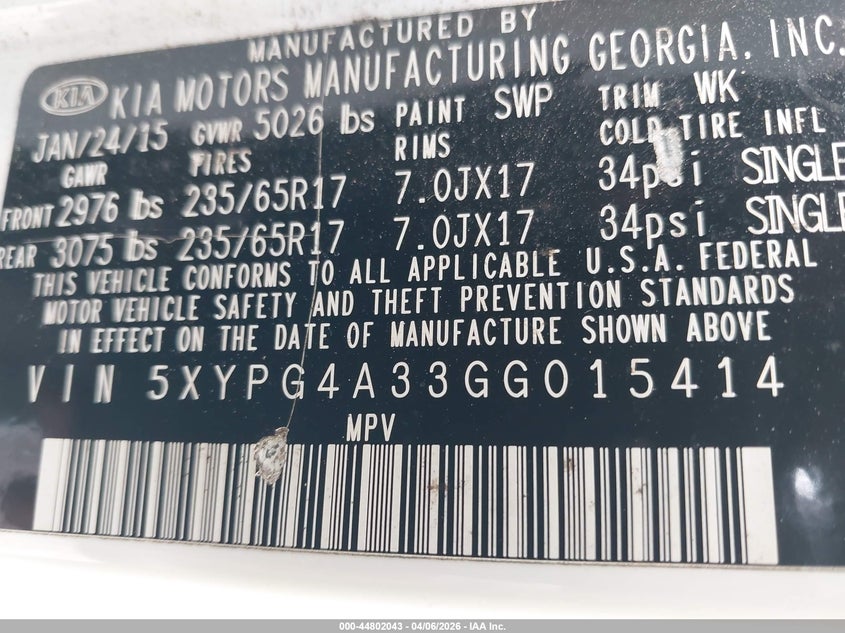 MANUFACTURED BY
KIA KIA MOTORS MANUFACTURING GEORGIA, INC.
JAN/24/15 GVWR 5026 lbs PAINT SWP TRIM WK
GAWR TIRES RIMS COLD TIRE INFL
FRONT 2976 lbs 235/65R17 7.0JX17 34psi SINGLE
REAR 3075 lbs 235/65R17 7.0JX17 34psi SINGLE
THIS VEHICLE CONFORMS TO ALL APPLICABLE U.S.A. FEDERAL
MOTOR VEHICLE SAFETY AND THEFT PREVENTION STANDARDS
IN EFFECT ON THE DATE OF MANUFACTURE SHOWN ABOVE
VIN 5XYPG4A33GG015414
MPV
000-44802043 - 04/06/2026 - IAA Inc.